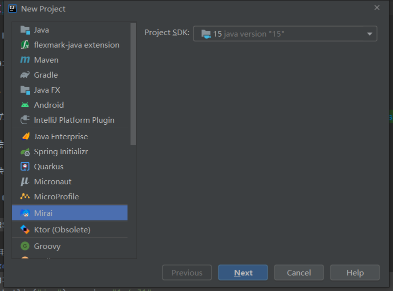 New Project
Java
Project SDK: 15 java version "15"
flexmark-java extension
Maven
Gradle
Java FX
Android
IntelliJ Platform Plugin
Java Enterprise
Spring Initializr
Quarkus
Micronaut
MicroProfile
Mirai
Ktor (Obsolete)
Groovy
Previous Next Cancel Help